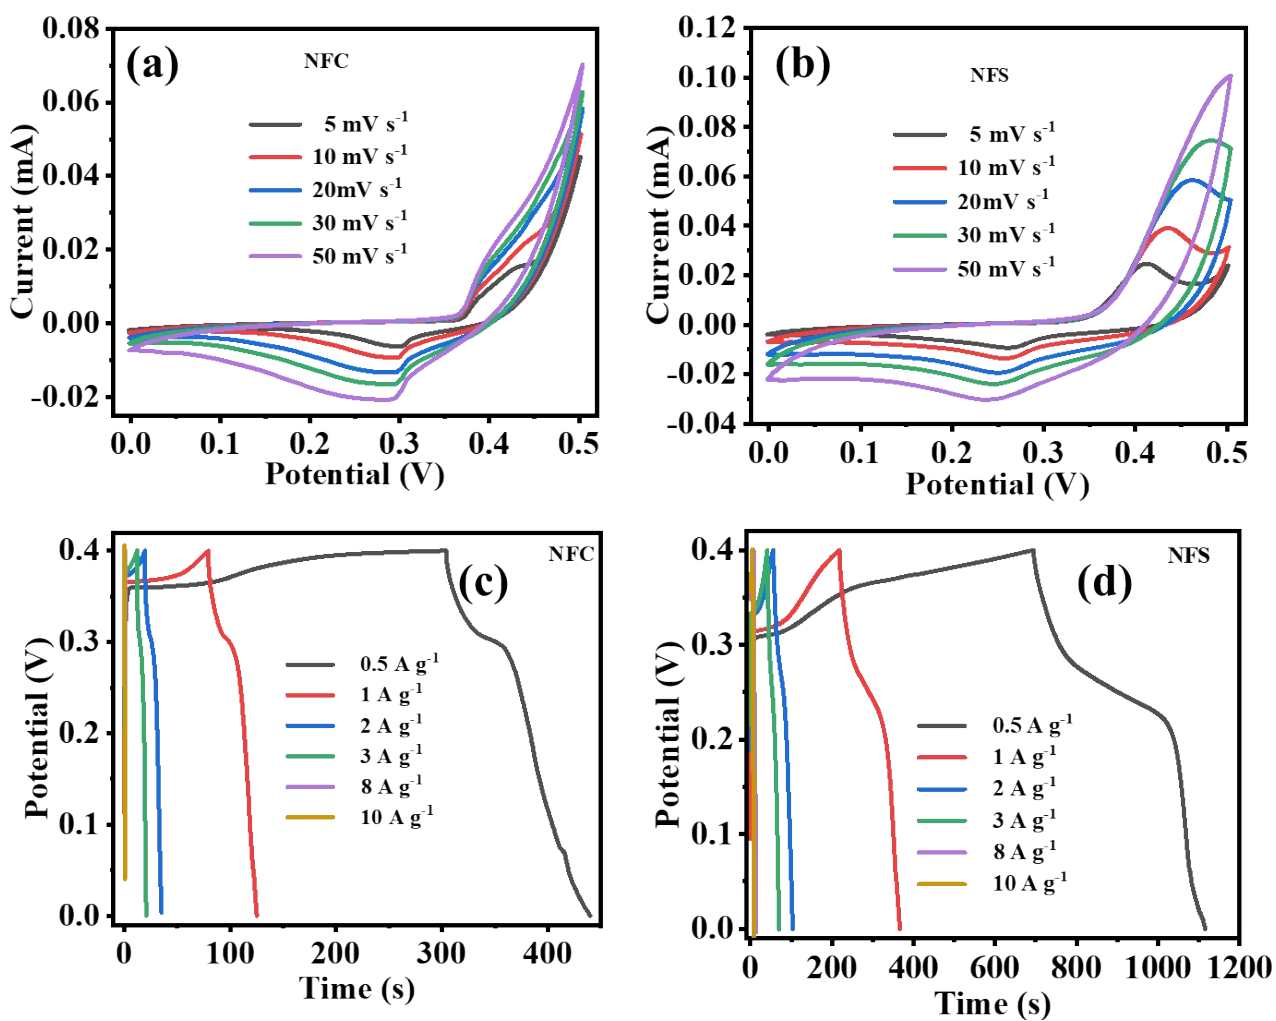 (a)
NFC
5 mV s-1
10 mV s-1
20mV s-1
30 mV s-1
50 mV s-1
0.08
0.06
0.04
0.02
0.00
-0.02
Current (mA)
0.0 0.1 0.2 0.3 0.4 0.5
Potential (V)
(b)
NFS
5 mV s-1
10 mV s-1
20mV s-1
30 mV s-1
50 mV s-1
0.12
0.10
0.08
0.06
0.04
0.02
0.00
-0.02
-0.04
Current (mA)
0.0 0.1 0.2 0.3 0.4 0.5
Potential (V)
NFC
(c)
0.5 A g-1
1 A g-1
2 A g-1
3 A g-1
8 A g-1
10 A g-1
0.4
0.3
0.2
0.1
0.0
Potential (V)
0 100 200 300 400
Time (s)
NFS
(d)
0.5 A g-1
1 A g-1
2 A g-1
3 A g-1
8 A g-1
10 A g-1
0.4
0.3
0.2
0.1
0.0
Potential (V)
0 200 400 600 800 1000 1200
Time (s)